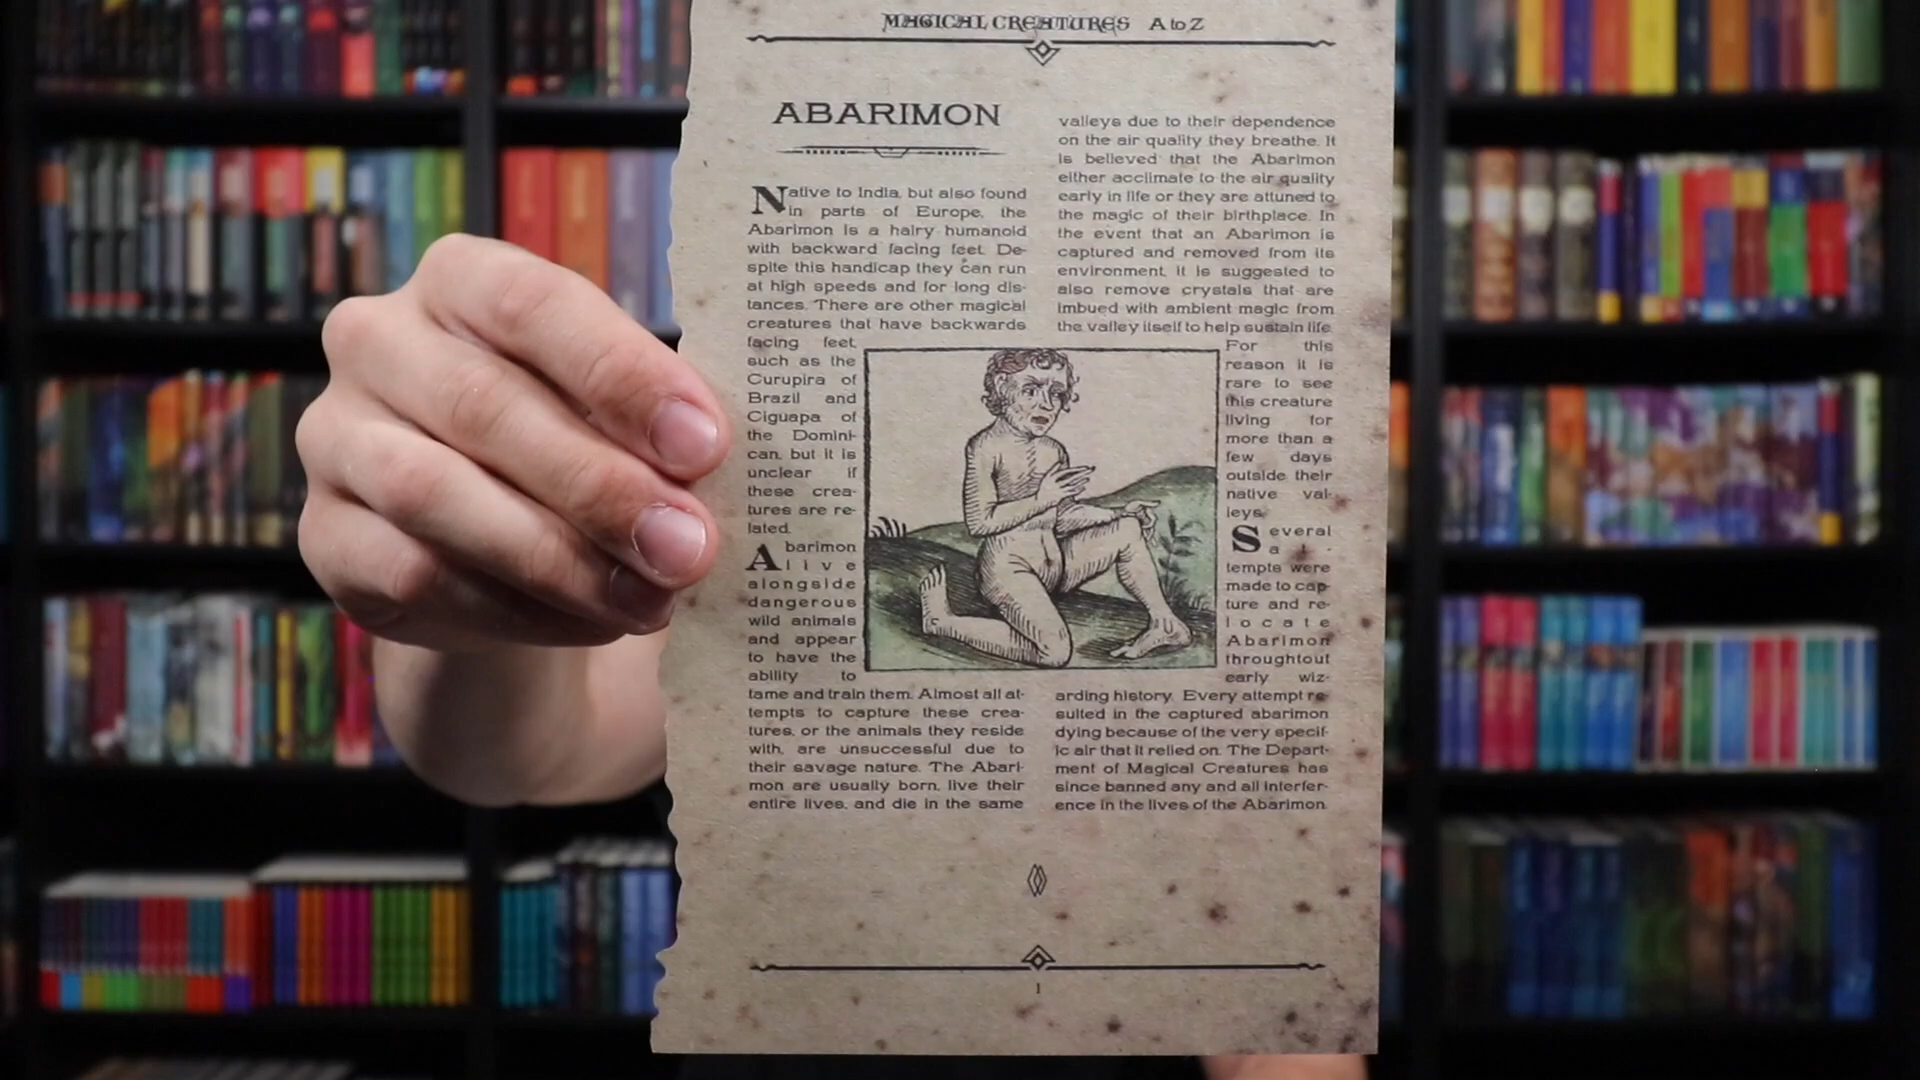 MAGICAL CREATURES A to Z
ABARIMON
Native to India, but also found
in parts of Europe, the
Abarimon is a hairy humanoid
with backward facing feet. De-
spite this handicap they can run
at high speeds and for long dis-
tances. There are other magical
creatures that have backwards
facing feet,
such as the
Curupira of
Brazil and
Ciguapa of
the Domini-
can, but it is
unclear if
these crea-
tures are re-
lated.
Abarimon
live
alongside
dangerous
wild animals
and appear
to have the
ability to
tame and train them. Almost all at-
tempts to capture these crea-
tures, or the animals they reside
with, are unsuccessful due to
their savage nature. The Abari-
mon are usually born, live their
entire lives, and die in the same
valleys due to their dependence
on the air quality they breathe. It
is believed that the Abarimon
either acclimate to the air quality
early in life or they are attuned to
the magic of their birthplace. In
the event that an Abarimon is
captured and removed from its
environment, it is suggested to
also remove crystals that are
imbued with ambient magic from
the valley itself to help sustain life.
For this
reason it is
rare to see
this creature
living for
more than a
few days
outside their
native val-
leys.
Several
at-
tempts were
made to cap-
ture and re-
locate
Abarimon
throughtout
early wiz-
arding history. Every attempt re-
sulted in the captured abarimon
dying because of the very specif-
ic air that it relied on. The Depart-
ment of Magical Creatures has
since banned any and all interfer-
ence in the lives of the Abarimon.
1